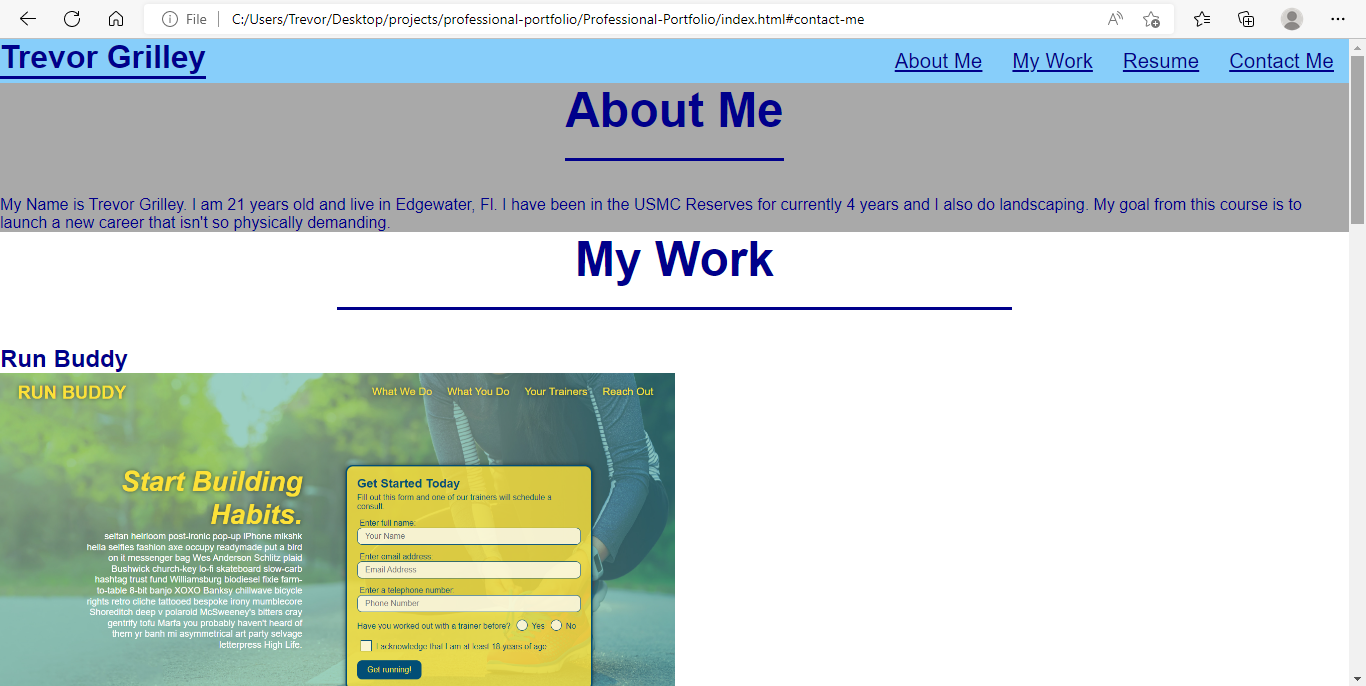 File
C:/Users/Trevor/Desktop/projects/professional-portfolio/Professional-Portfolio/index.html#contact-me
Trevor Grilley
About Me My Work Resume Contact Me
About Me
My Name is Trevor Grilley. I am 21 years old and live in Edgewater, Fl. I have been in the USMC Reserves for currently 4 years and I also do landscaping. My goal from this course is to
launch a new career that isn't so physically demanding.
My Work
Run Buddy
RUN BUDDY
What We Do What You Do Your Trainers Reach Out
Start Building
Habits.
seitan heirloom post-ironic pop-up iPhone mikshk
hella selfies fashion axe occupy readymade put a bird
on it messenger bag Wes Anderson Schlitz plaid
Bushwick church-key lo-fi skateboard slow-carb
hashtag trust fund Williamsburg biodiesel fixie farm-
to-table 8-bit banjo XOXO Banksy chillwave bicycle
rights retro cliche tattooed bespoke irony mumblecore
Shoreditch deep v polaroid McSweeney's bitters cray
gentrify tofu Marfa you probably haven't heard of
them yr banh mi asymmetrical art party selvage
letterpress High Life.
Get Started Today
Fill out this form and one of our trainers will schedule a
consult.
Enter full name:
Your Name
Enter email address:
Email Address
Enter a telephone number:
Phone Number
Have you worked out with a trainer before? Yes No
I acknowledge that I am at least 18 years of age
Get running!